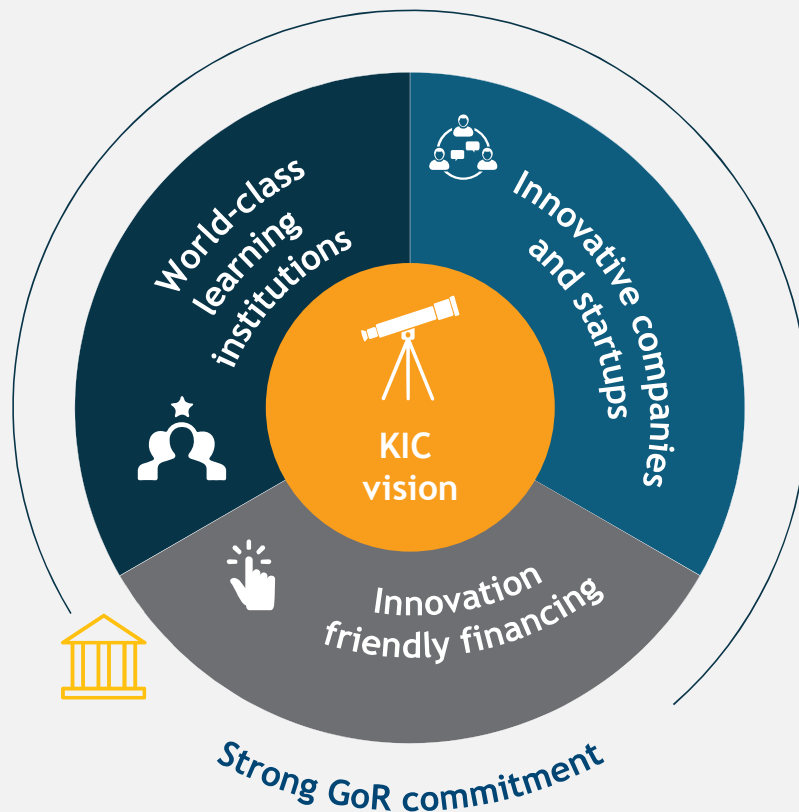 World-class
learning
institutions
Innovative companies
and startups
KIC
vision
Innovation
friendly financing
Strong GoR commitment